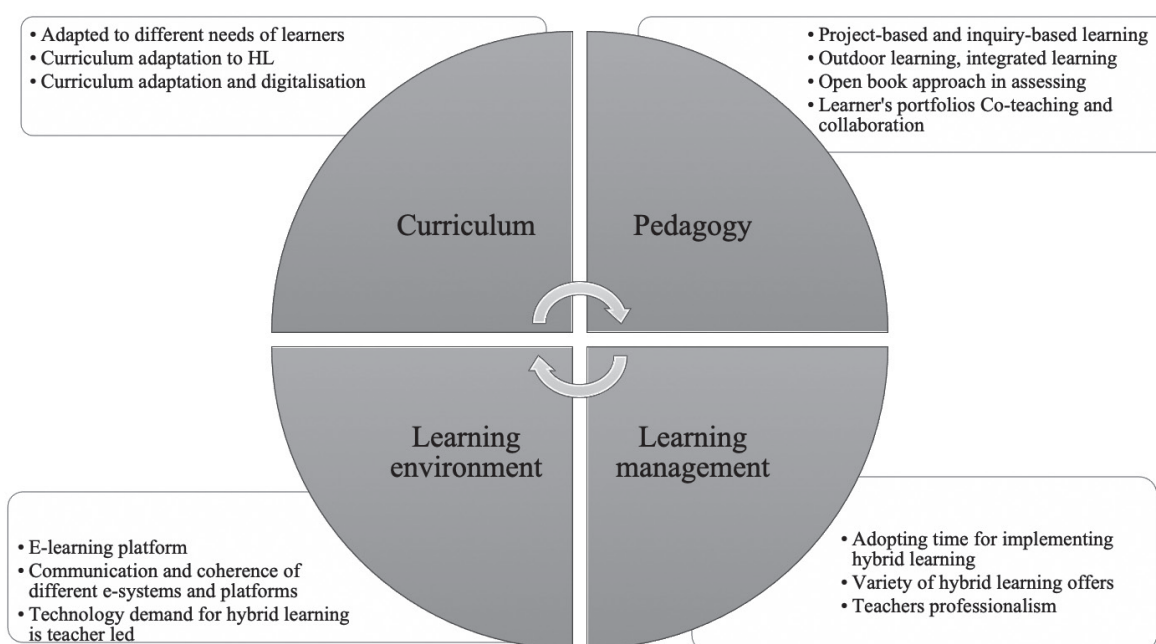 • Adapted to different needs of learners
• Curriculum adaptation to HL
• Curriculum adaptation and digitalisation
• Project-based and inquiry-based learning
• Outdoor learning, integrated learning
• Open book approach in assessing
• Learner's portfolios Co-teaching and
collaboration
Curriculum
Pedagogy
Learning
environment
Learning
management
• E-learning platform
• Communication and coherence of
different e-systems and platforms
• Technology demand for hybrid learning
is teacher led
• Adopting time for implementing
hybrid learning
• Variety of hybrid learning offers
• Teachers professionalism